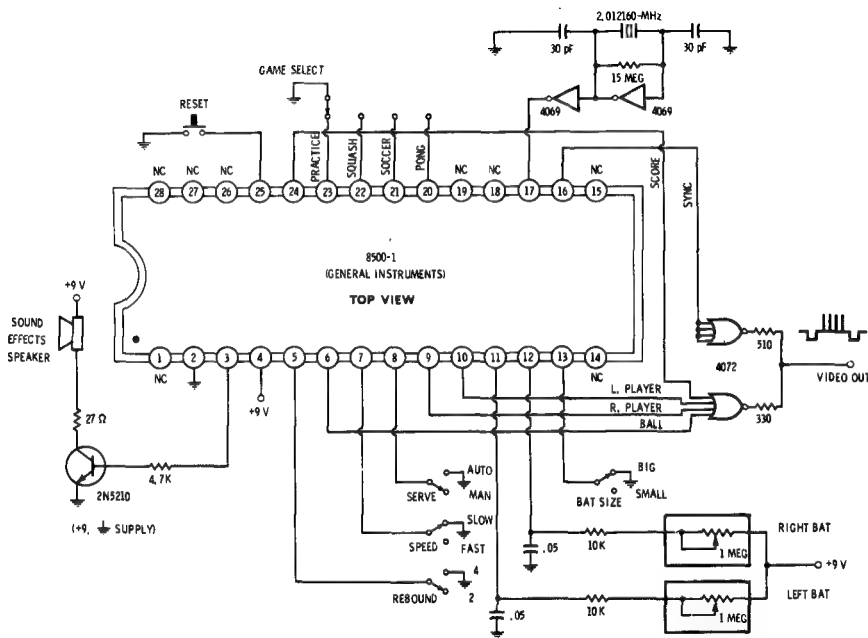 2,012160-MHz
30 pF
30 pF
15 MEG
4069
4069
GAME SELECT
RESET
PRACTICE
SQUASH
SOCCER
PONG
SCORE
SYNC
NC
NC
NC
NC
NC
NC
28
27
26
25
24
23
22
21
20
19
18
17
16
15
8500-1
(GENERAL INSTRUMENTS)
TOP VIEW
+9 V
SOUND
EFFECTS
SPEAKER
1
2
3
4
5
6
7
8
9
10
11
12
13
14
NC
NC
+9 V
510
4072
330
VIDEO OUT
L, PLAYER
R, PLAYER
BALL
27 Ω
2N5210
4,7K
(+9, SUPPLY)
AUTO
SERVE
MAN
BIG
BAT SIZE
SMALL
SLOW
SPEED
FAST
4
REBOUND
2
.05
10K
1 MEG
RIGHT BAT
+9 V
LEFT BAT
.05
10K
1 MEG